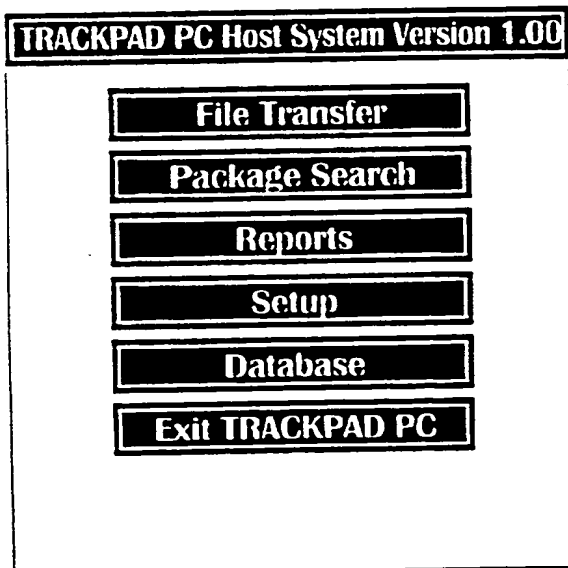 TRACKPAD PC Host System Version 1.00
File Transfer
Package Search
Reports
Setup
Database
Exit TRACKPAD PC